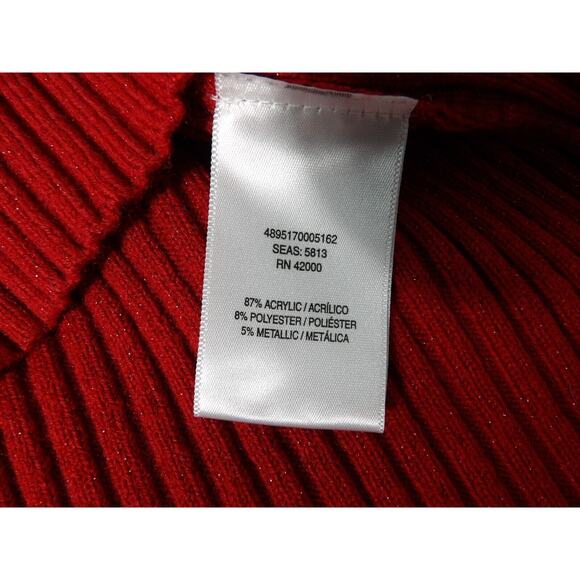 4895170005162
SEAS: 5813
RN 42000
87% ACRYLIC / ACRÍLICO
8% POLYESTER / POLIÉSTER
5% METALLIC / METÁLICA